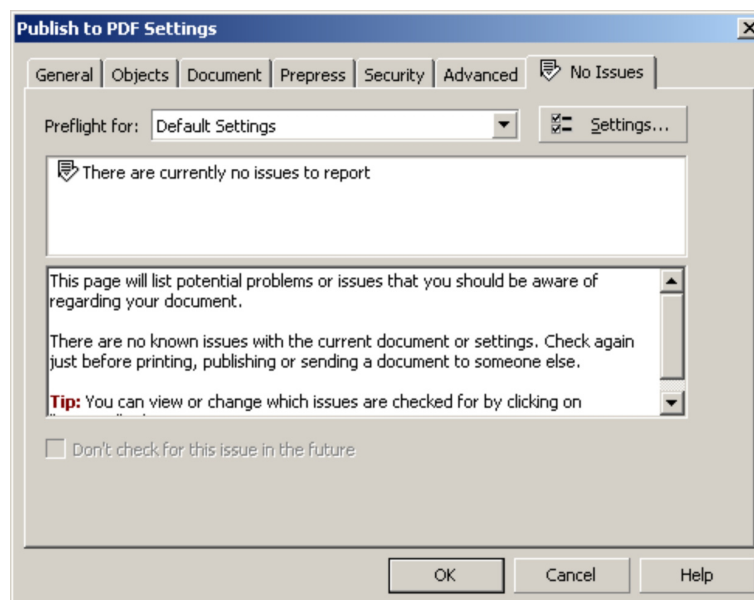 Publish to PDF Settings
General Objects Document Prepress Security Advanced No Issues
Preflight for: Default Settings Settings...
There are currently no issues to report
This page will list potential problems or issues that you should be aware of
regarding your document.
There are no known issues with the current document or settings. Check again
just before printing, publishing or sending a document to someone else.
Tip: You can view or change which issues are checked for by clicking on
Don't check for this issue in the future
OK Cancel Help